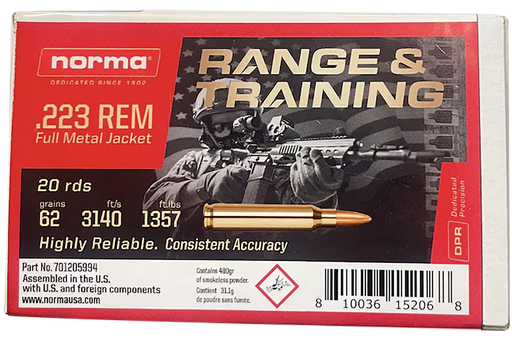 norma
DEDICATED SINCE 1902
RANGE &
TRAINING
.223 REM
Full Metal Jacket
20 rds
grains ft/s ft.lbs
62 3140 1357
Highly Reliable. Consistent Accuracy
DPR Dedicated
Precision
Part No. 701205994
Assembled in the U.S.
with U.S. and foreign components
www.normausa.com
Contains 480gr
of smokeless powder.
Contient 31.1g
de poudre sans fumée.
8 10036 15206 8